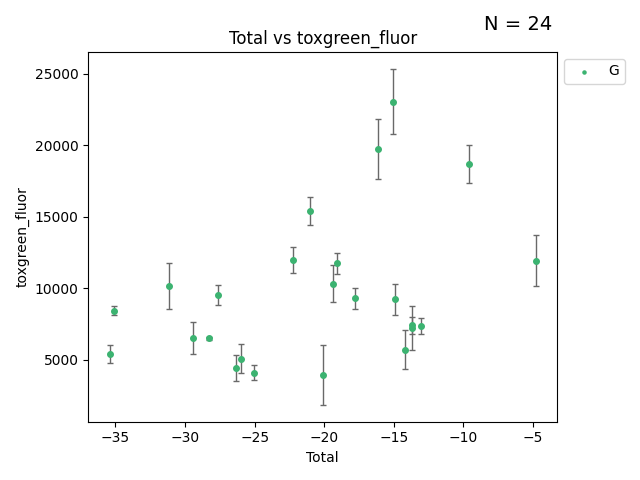 N = 24
Total vs toxgreen_fluor
G
25000
20000
15000
10000
5000
toxgreen_fluor
−35 −30 −25 −20 −15 −10 −5
Total